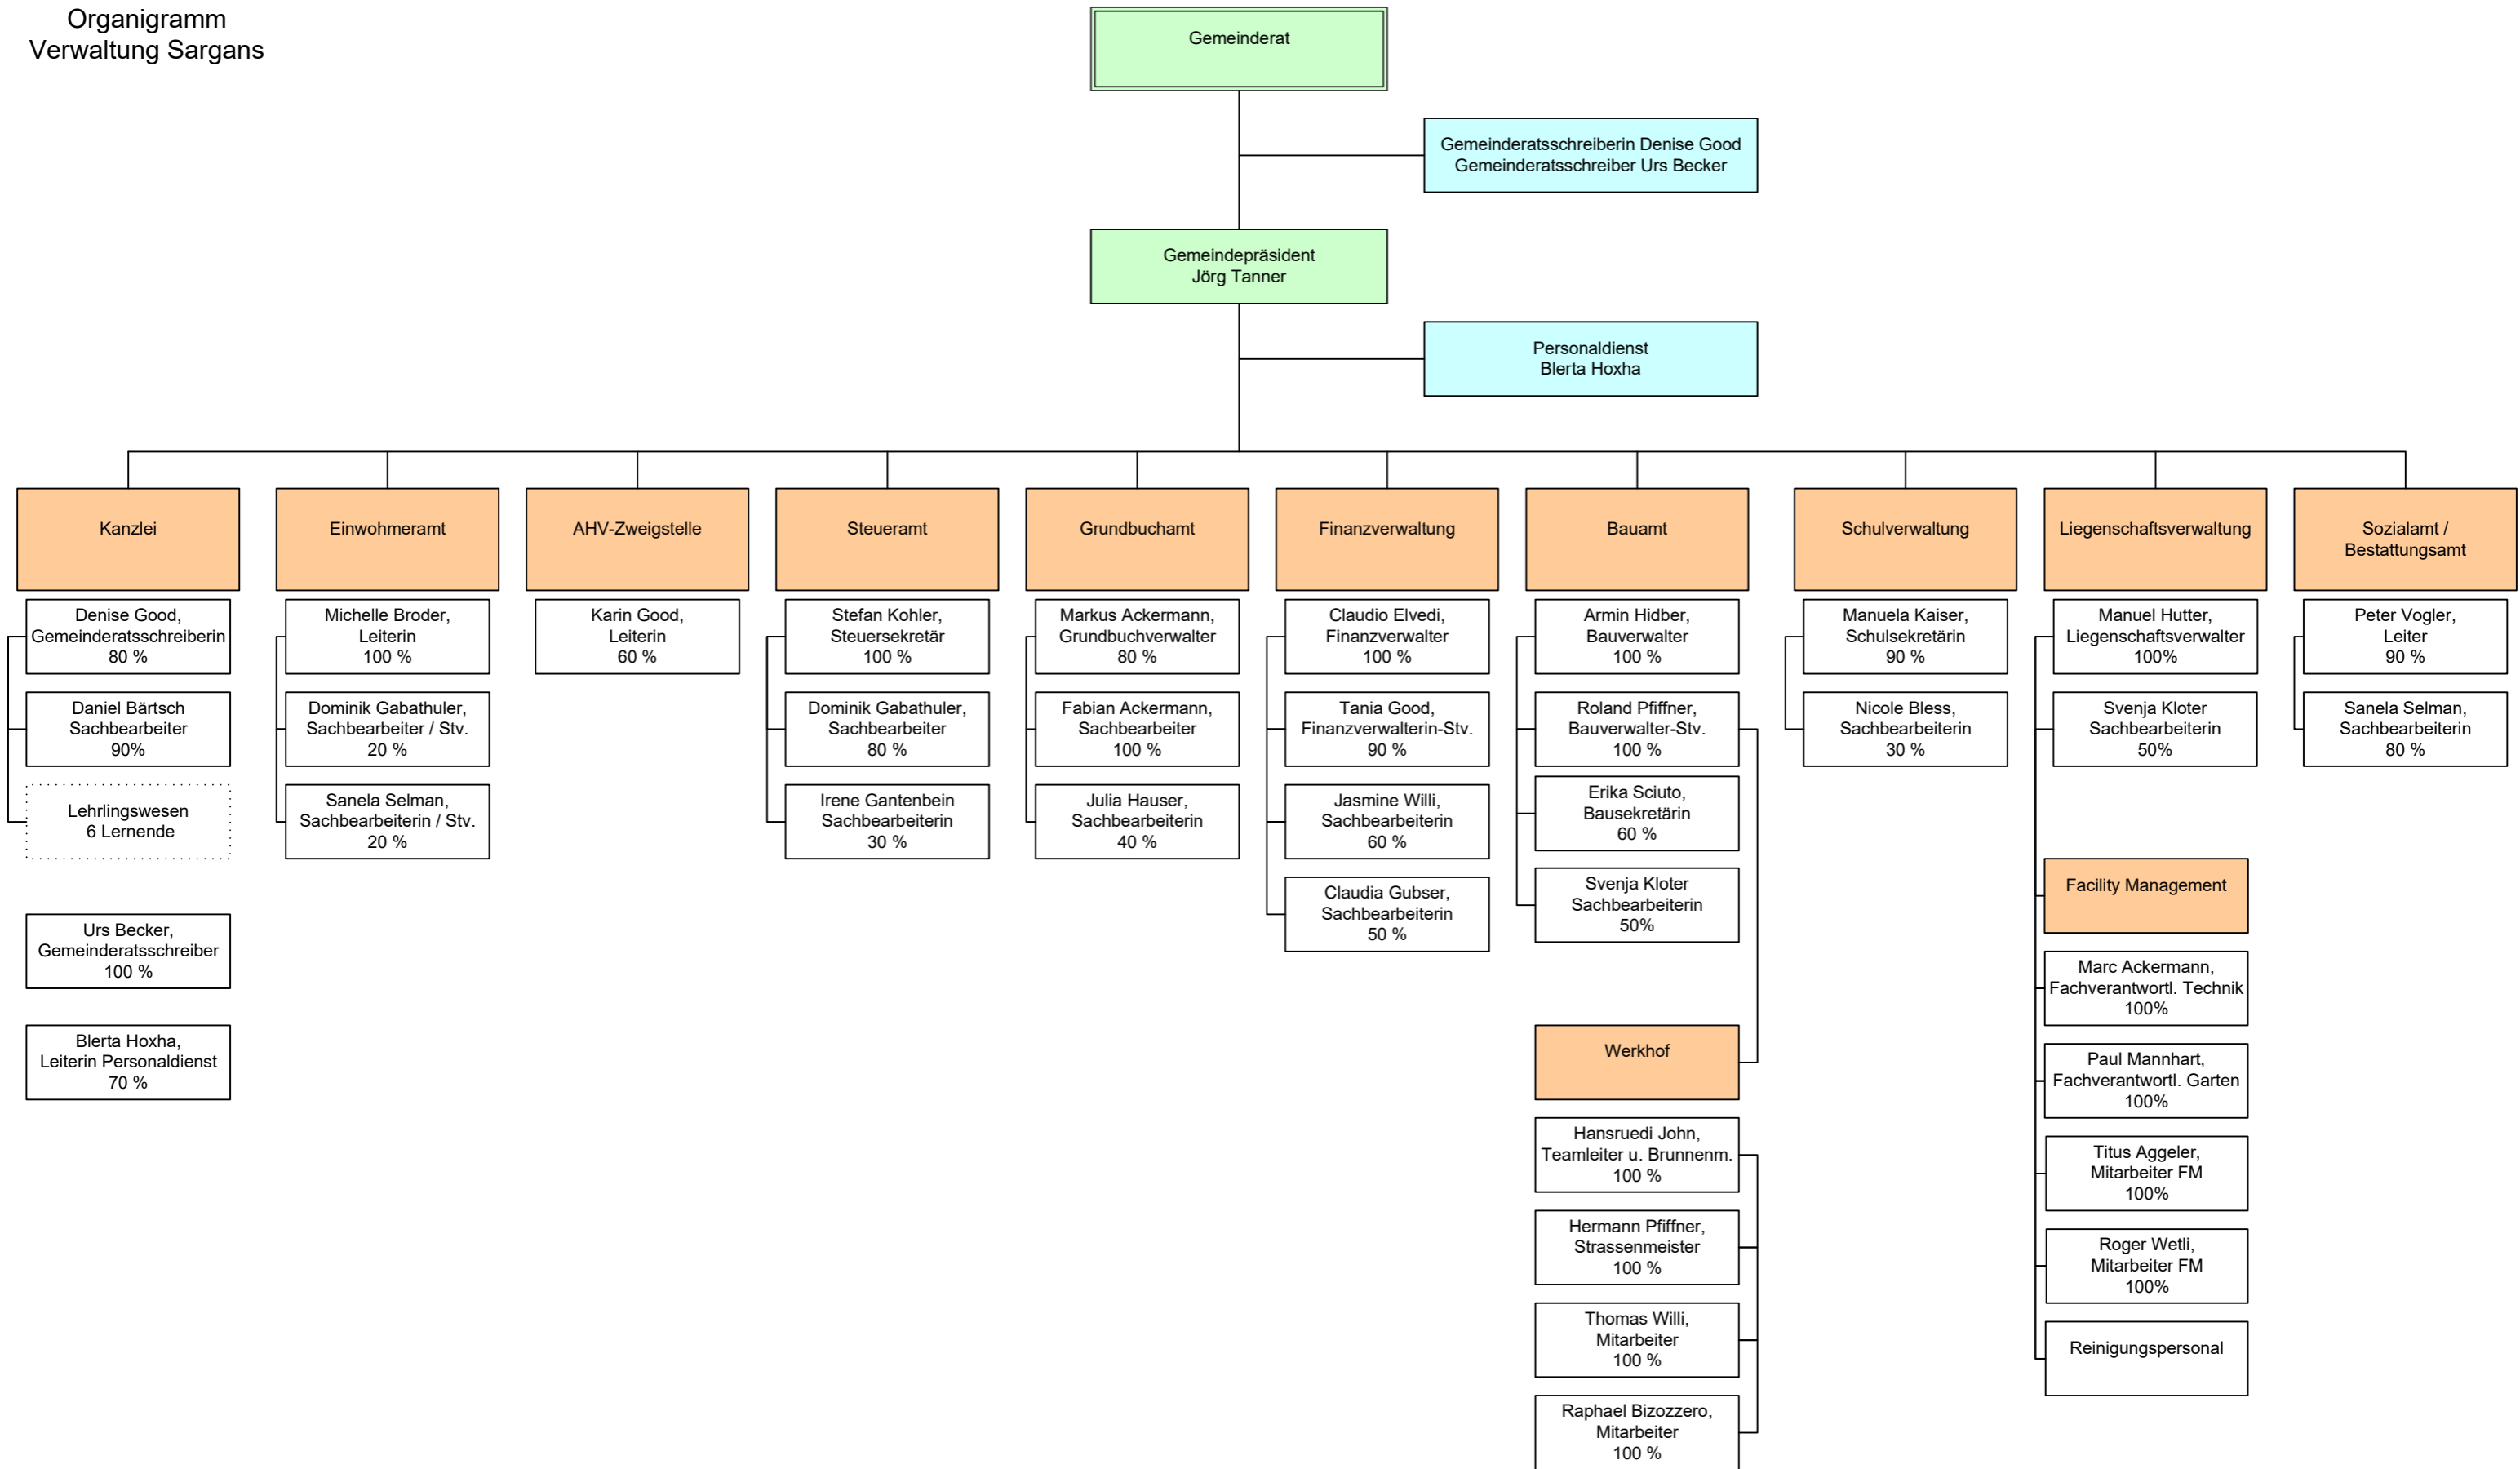 Organigramm
Verwaltung Sargans
Gemeinderat
Gemeinderatsschreiberin Denise Good
Gemeinderatsschreiber Urs Becker
Gemeindepräsident
Jörg Tanner
Personaldienst
Blerta Hoxha
Kanzlei
Denise Good,
Gemeinderatsschreiberin
80 %
Daniel Bärtsch
Sachbearbeiter
90%
Lehrlingswesen
6 Lernende
Urs Becker,
Gemeinderatsschreiber
100 %
Blerta Hoxha,
Leiterin Personaldienst
70 %
Einwohmeramt
Michelle Broder,
Leiterin
100 %
Dominik Gabathuler,
Sachbearbeiter / Stv.
20 %
Sanela Selman,
Sachbearbeiterin / Stv.
20 %
AHV-Zweigstelle
Karin Good,
Leiterin
60 %
Steueramt
Stefan Kohler,
Steuersekretär
100 %
Dominik Gabathuler,
Sachbearbeiter
80 %
Irene Gantenbein
Sachbearbeiterin
30 %
Grundbuchamt
Markus Ackermann,
Grundbuchverwalter
80 %
Fabian Ackermann,
Sachbearbeiter
100 %
Julia Hauser,
Sachbearbeiterin
40 %
Finanzverwaltung
Claudio Elvedi,
Finanzverwalter
100 %
Tania Good,
Finanzverwalterin-Stv.
90 %
Jasmine Willi,
Sachbearbeiterin
60 %
Claudia Gubser,
Sachbearbeiterin
50 %
Bauamt
Armin Hidber,
Bauverwalter
100 %
Roland Pfiffner,
Bauverwalter-Stv.
100 %
Erika Sciuto,
Bausekretärin
60 %
Svenja Kloter
Sachbearbeiterin
50%
Werkhof
Hansruedi John,
Teamleiter u. Brunnenm.
100 %
Hermann Pfiffner,
Strassenmeister
100 %
Thomas Willi,
Mitarbeiter
100 %
Raphael Bizozzero,
Mitarbeiter
100 %
Schulverwaltung
Manuela Kaiser,
Schulsekretärin
90 %
Nicole Bless,
Sachbearbeiterin
30 %
Liegenschaftsverwaltung
Manuel Hutter,
Liegenschaftsverwalter
100%
Svenja Kloter
Sachbearbeiterin
50%
Facility Management
Marc Ackermann,
Fachverantwortl. Technik
100%
Paul Mannhart,
Fachverantwortl. Garten
100%
Titus Aggeler,
Mitarbeiter FM
100%
Roger Wetli,
Mitarbeiter FM
100%
Reinigungspersonal
Sozialamt /
Bestattungsamt
Peter Vogler,
Leiter
90 %
Sanela Selman,
Sachbearbeiterin
80 %